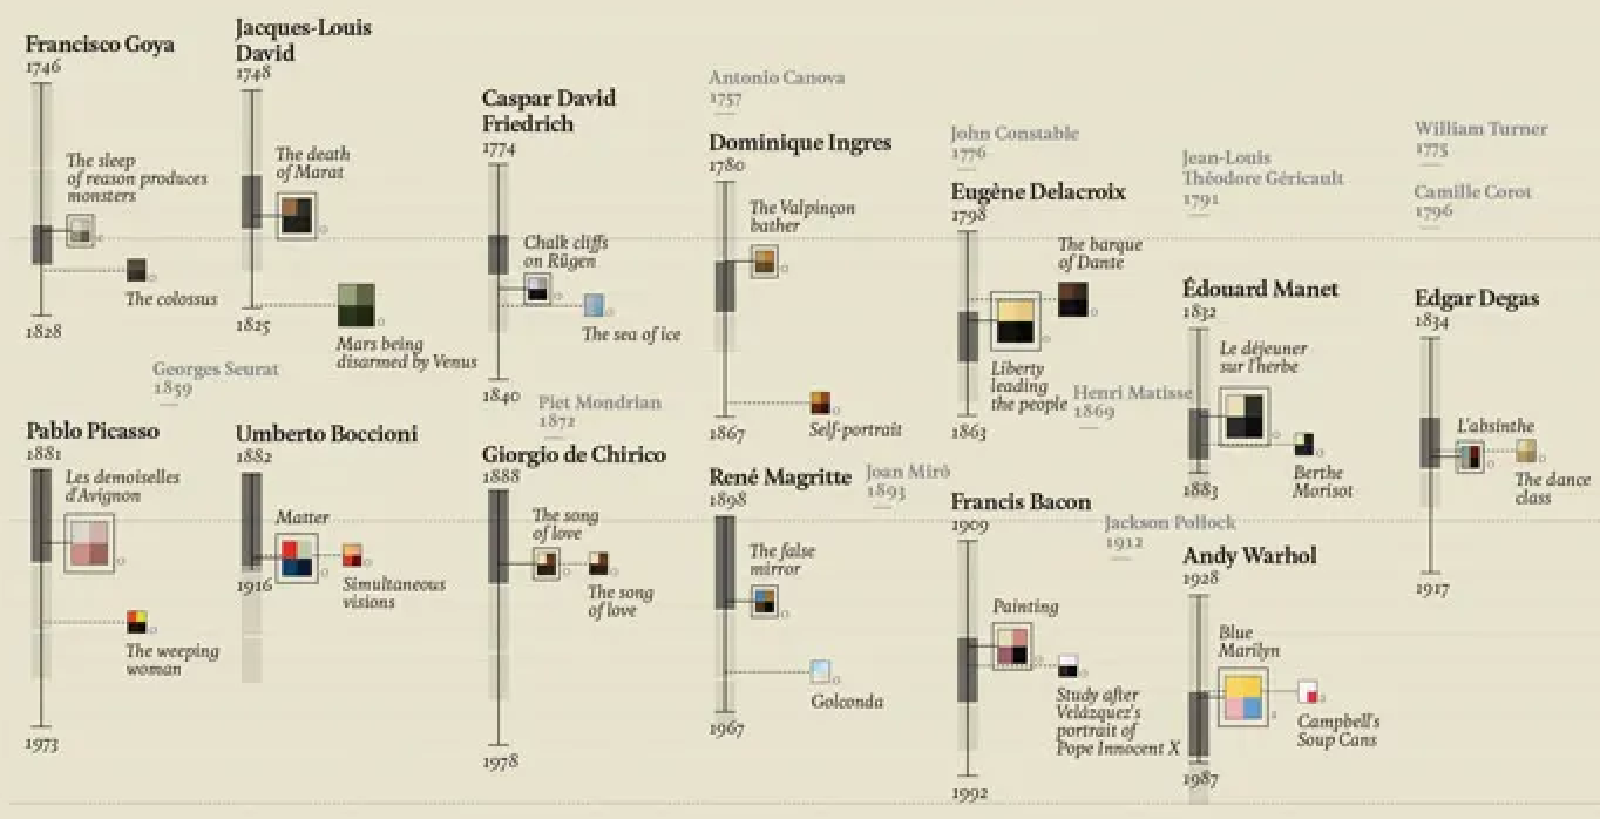 Francisco Goya
1746
The sleep
of reason produces
monsters
The colossus
1828
Jacques-Louis
David
1748
The death
of Marat
1825
Mars being
disarmed by Venus
Caspar David
Friedrich
1774
Chalk cliffs
on Rügen
The sea of ice
1840
Antonio Canova
1757
Dominique Ingres
1780
The Valpinçon
bather
Self-portrait
1867
John Constable
1776
Eugène Delacroix
1798
The barque
of Dante
Liberty
leading
the people
1863
Jean-Louis
Théodore Géricault
1791
Édouard Manet
1832
Le déjeuner
sur l'herbe
Berthe
Morisot
1883
William Turner
1775
Camille Corot
1796
Edgar Degas
1834
L'absinthe
The dance
class
1917
Georges Seurat
1859
Pablo Picasso
1881
Les demoiselles
d'Avignon
The weeping
woman
1973
Umberto Boccioni
1882
Matter
Simultaneous
visions
1916
Piet Mondrian
1872
Giorgio de Chirico
1888
The song
of love
The song
of love
1978
René Magritte
1898
The false
mirror
Golconda
1967
Joan Mirò
1893
Henri Matisse
1869
Francis Bacon
1909
Painting
Study after
Velázquez's
portrait of
Pope Innocent X
1992
Jackson Pollock
1912
Andy Warhol
1928
Blue
Marilyn
Campbell's
Soup Cans
1987